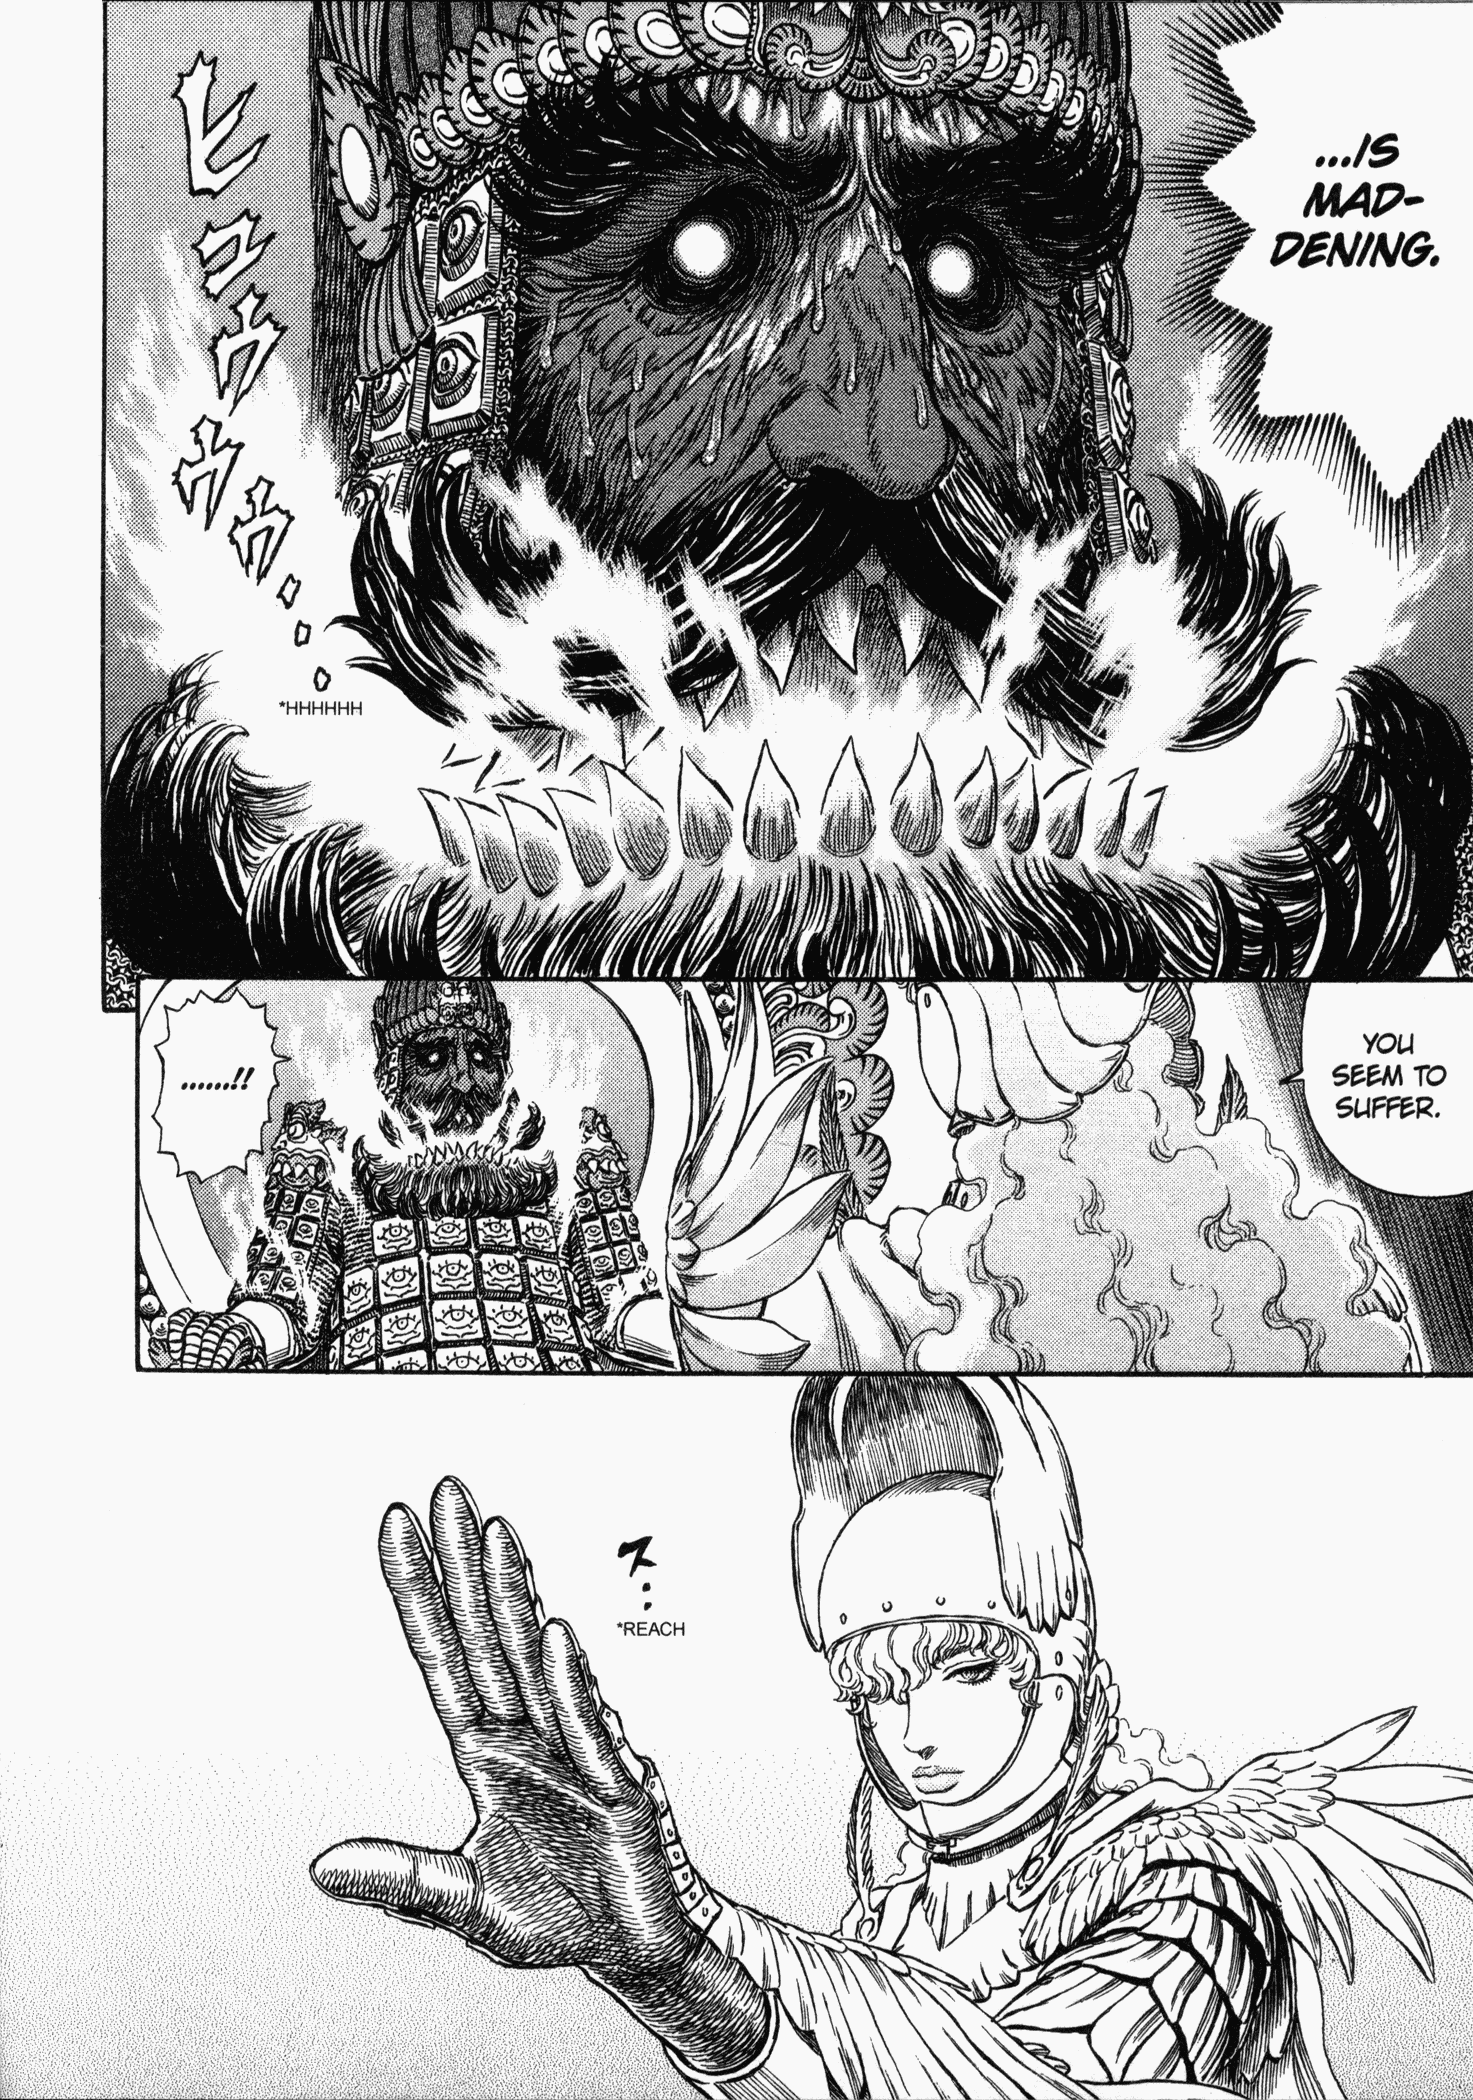 ...IS
MAD-
DENING.
ヒュウウウ...
*HHHHHH
YOU
SEEM TO
SUFFER.
......!!
ス...
*REACH